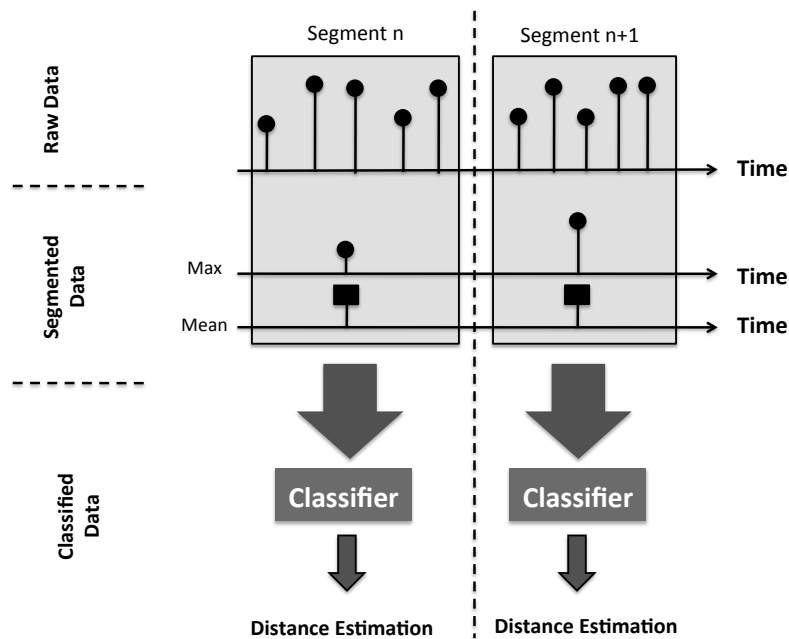 Segment n
Segment n+1
Raw Data
Time
Segmented
Data
Max
Time
Mean
Time
Classified
Data
Classifier
Classifier
Distance Estimation
Distance Estimation